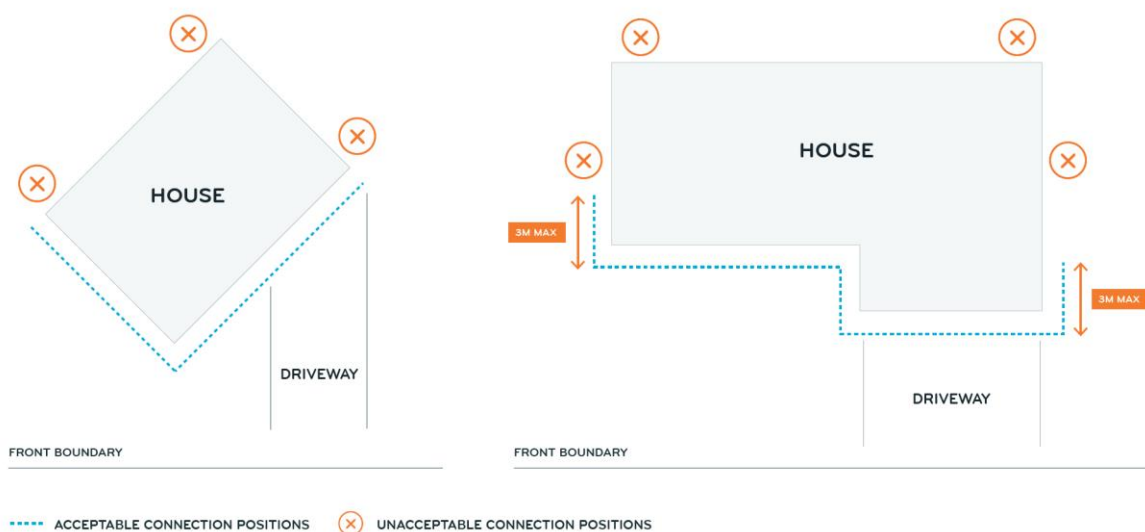 HOUSE
DRIVEWAY
FRONT BOUNDARY
HOUSE
3M MAX
3M MAX
DRIVEWAY
FRONT BOUNDARY
ACCEPTABLE CONNECTION POSITIONS
UNACCEPTABLE CONNECTION POSITIONS